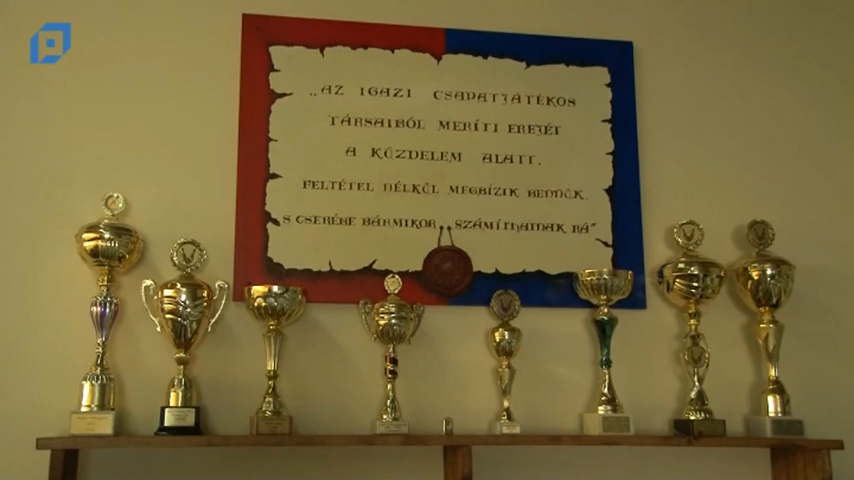 „AZ IGAZI CSAPATJÁTÉKOS
TÁRSAIBÓL MERÍTI EREJÉT
A KÜZDELEM ALATT.
FELTÉTEL NÉLKÜL MEGBÍZIK BENNÜK.
S CSERÉBE BÁRMIKOR SZÁMÍTHATNAK RÁ"